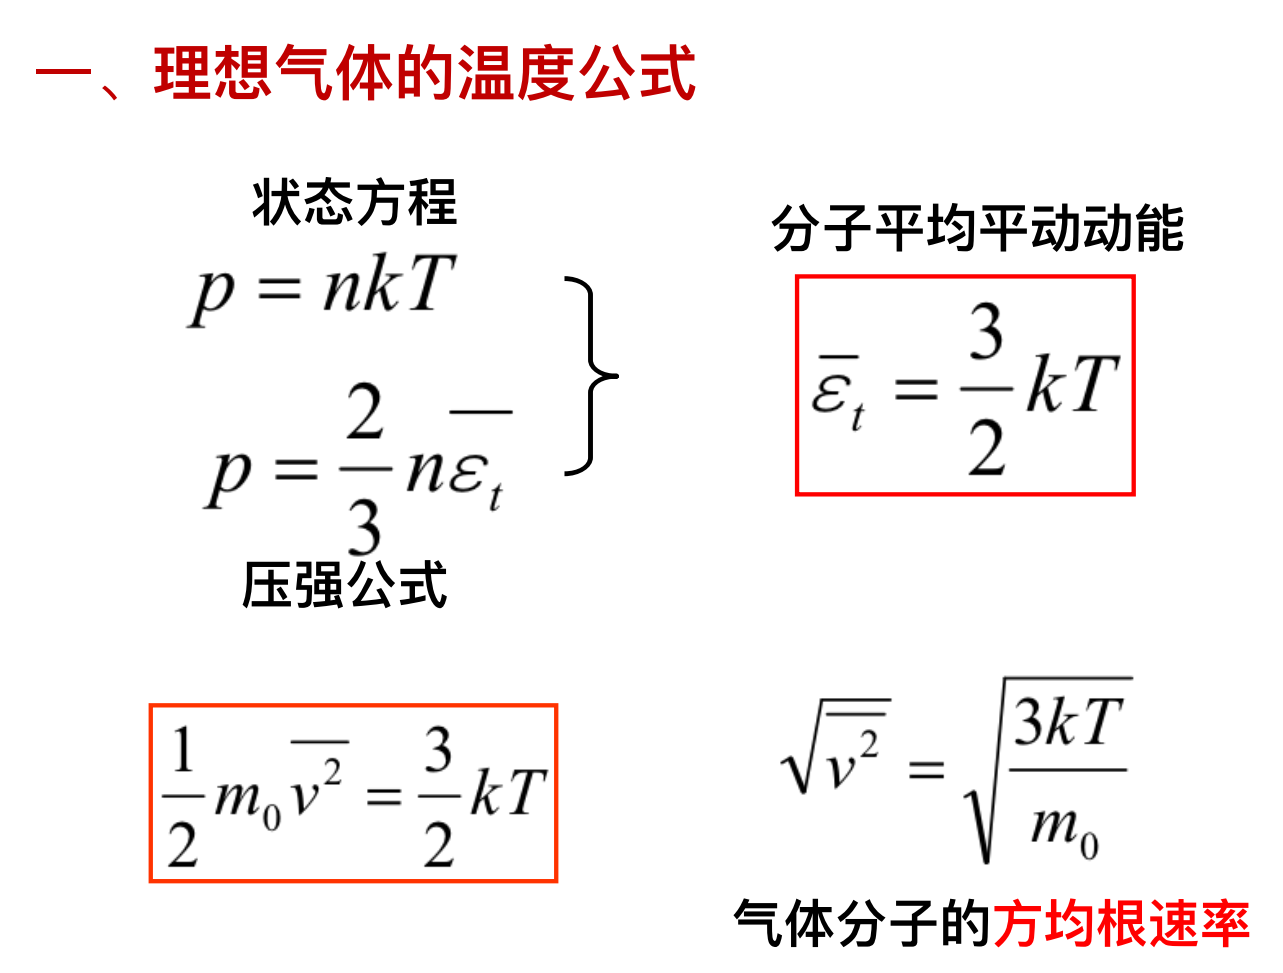 一、理想气体的温度公式
状态方程
p = nkT
p = \frac{2}{3} n\overline{ε_t}
压强公式
分子平均平动动能
\overline{ε}_t = \frac{3}{2} kT
\frac{1}{2} m_0 \overline{v^2} = \frac{3}{2} kT
\sqrt{\overline{v^2}} = \sqrt{\frac{3kT}{m_0}}
气体分子的方均根速率